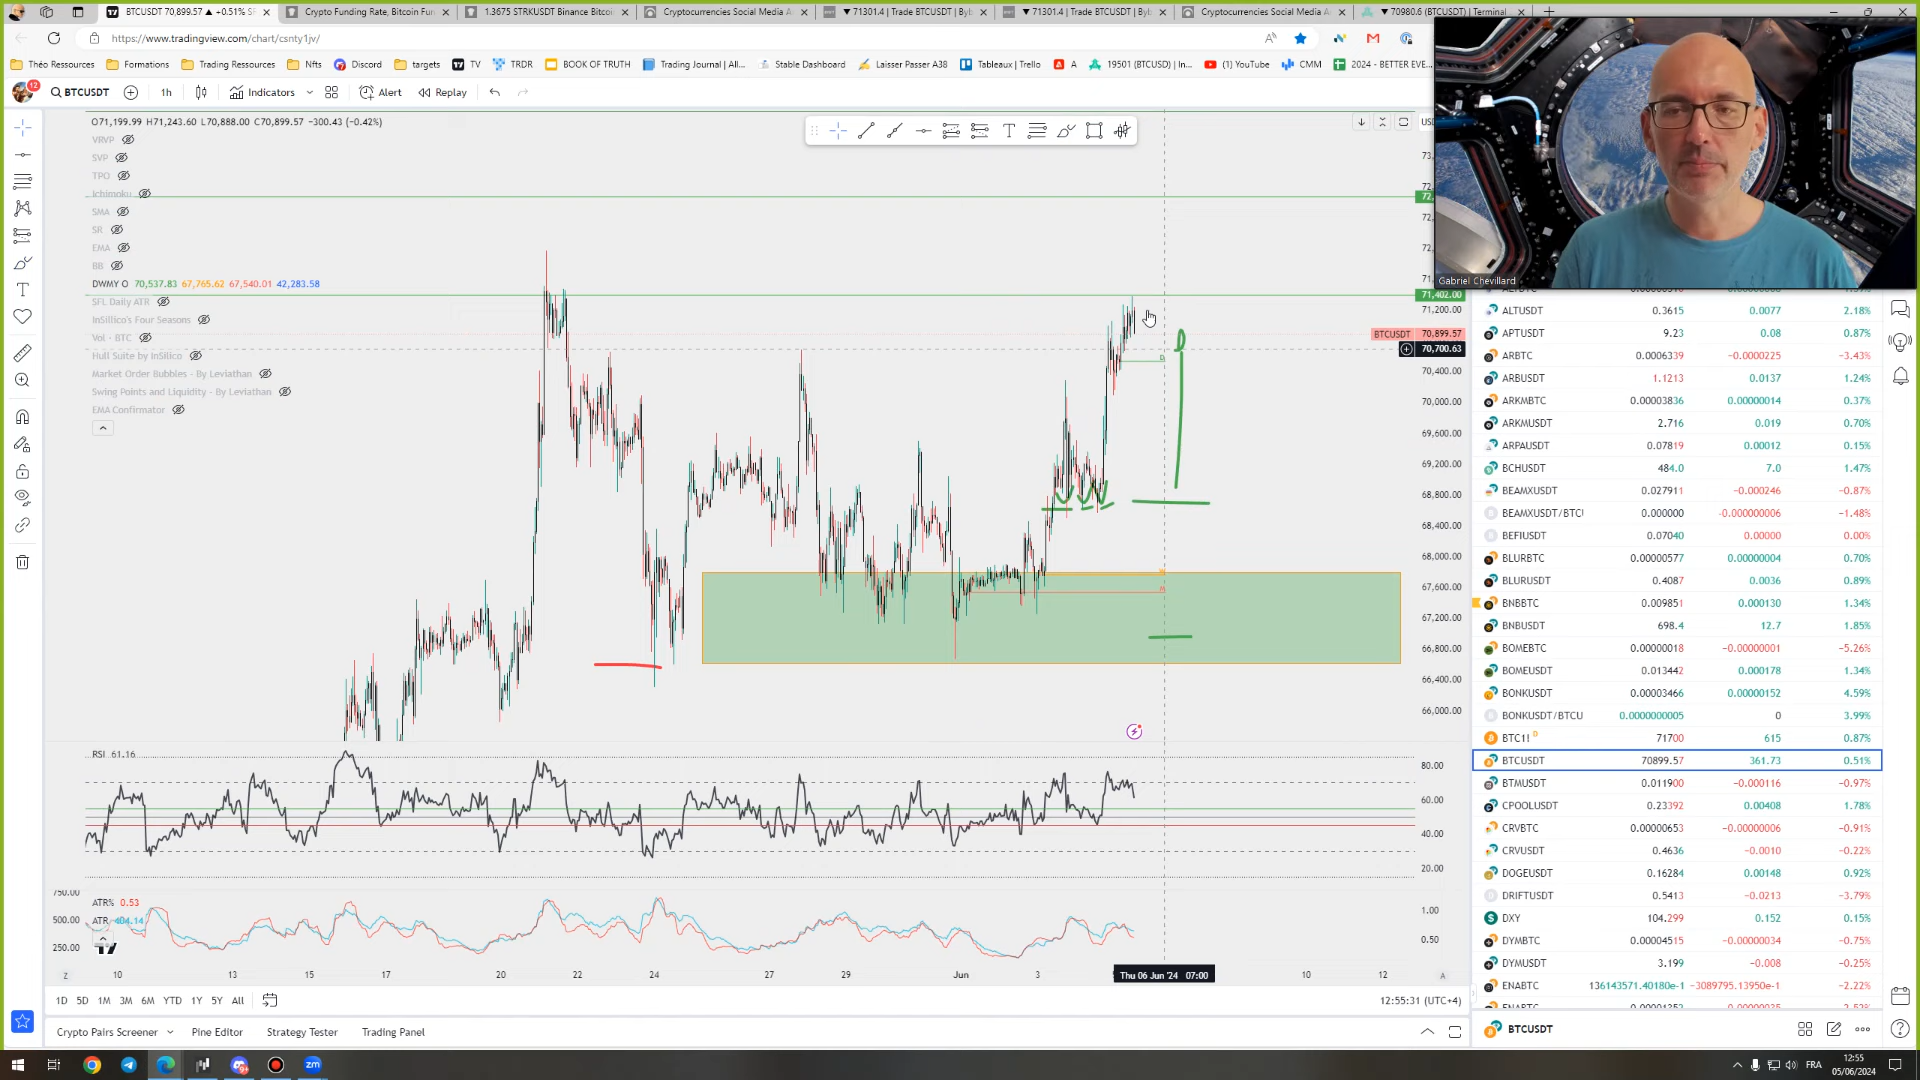 BTCUSDT 70,899.57 ▲ +0.51%
Crypto Funding Rate, Bitcoin Fun
1.3675 STRKUSDT Binance Bitcoi
Cryptocurrencies Social Media A
▼ 71301.4 | Trade BTCUSDT | Byb
▼ 71301.4 | Trade BTCUSDT | Byb
Cryptocurrencies Social Media A
▼ 70980.6 (BTCUSDT) | Terminal
https://www.tradingview.com/chart/csnty1jv/
Théo Ressources
Formations
Trading Ressources
Nfts
Discord
targets
TV
TRDR
BOOK OF TRUTH
Trading Journal | All...
Stable Dashboard
Laisser Passer A38
Tableaux | Trello
A
19501 (BTCUSD) | In...
(1) YouTube
CMM
2024 - BETTER EVE...
12
BTCUSDT
1h
Indicators
Alert
Replay
O71,199.99 H71,243.60 L70,888.00 C70,899.57 −300.43 (−0.42%)
VRVP
SVP
TPO
Ichimoku
SMA
SR
EMA
BB
DWMY O 70,537.83 67,765.62 67,540.01 42,283.58
SFL Daily ATR
InSillico's Four Seasons
Vol · BTC
Hull Suite by InSilico
Market Order Bubbles - By Leviathan
Swing Points and Liquidity - By Leviathan
EMA Confirmator
71,402.00
71,200.00
BTCUSDT 70,899.57
70,700.63
70,400.00
70,000.00
69,600.00
69,200.00
68,800.00
68,400.00
68,000.00
67,600.00
67,200.00
66,800.00
66,400.00
66,000.00
D
M
RSI 61.16
80.00
60.00
40.00
20.00
750.00
500.00
250.00
ATR% 0.53
ATR 404.14
1.00
0.50
Z
10
13
15
17
20
22
24
27
29
Jun
3
Thu 06 Jun '24 07:00
10
12
A
1D
5D
1M
3M
6M
YTD
1Y
5Y
All
12:55:31 (UTC+4)
Crypto Pairs Screener
Pine Editor
Strategy Tester
Trading Panel
Gabriel Chevillard
ALTUSDT 0.3615 0.0077 2.18%
APTUSDT 9.23 0.08 0.87%
ARBTC 0.0006339 −0.0000225 −3.43%
ARBUSDT 1.1213 0.0137 1.24%
ARKMBTC 0.00003836 0.00000014 0.37%
ARKMUSDT 2.716 0.019 0.70%
ARPAUSDT 0.07819 0.00012 0.15%
BCHUSDT 484.0 7.0 1.47%
BEAMXUSDT 0.027911 −0.000246 −0.87%
BEAMXUSDT/BTCU 0.000000 −0.000000006 −1.48%
BEFIUSDT 0.07040 0.00000 0.00%
BLURBTC 0.00000577 0.00000004 0.70%
BLURUSDT 0.4087 0.0036 0.89%
BNBBTC 0.009851 0.000130 1.34%
BNBUSDT 698.4 12.7 1.85%
BOMEBTC 0.00000018 −0.00000001 −5.26%
BOMEUSDT 0.013442 0.000178 1.34%
BONKUSDT 0.00003466 0.00000152 4.59%
BONKUSDT/BTCU 0.0000000005 0 3.99%
BTC1! D 71700 615 0.87%
BTCUSDT 70899.57 361.73 0.51%
BTMUSDT 0.011900 −0.000116 −0.97%
CPOOLUSDT 0.23392 0.00408 1.78%
CRVBTC 0.00000653 −0.00000006 −0.91%
CRVUSDT 0.4636 −0.0010 −0.22%
DOGEUSDT 0.16284 0.00148 0.92%
DRIFTUSDT 0.5413 −0.0213 −3.79%
DXY 104.299 0.152 0.15%
DYMBTC 0.00004515 −0.00000034 −0.75%
DYMUSDT 3.199 −0.008 −0.25%
ENABTC 136143571.40180e-1 −3089795.13950e-1 −2.22%
BTCUSDT
FRA
12:55
05/06/2024